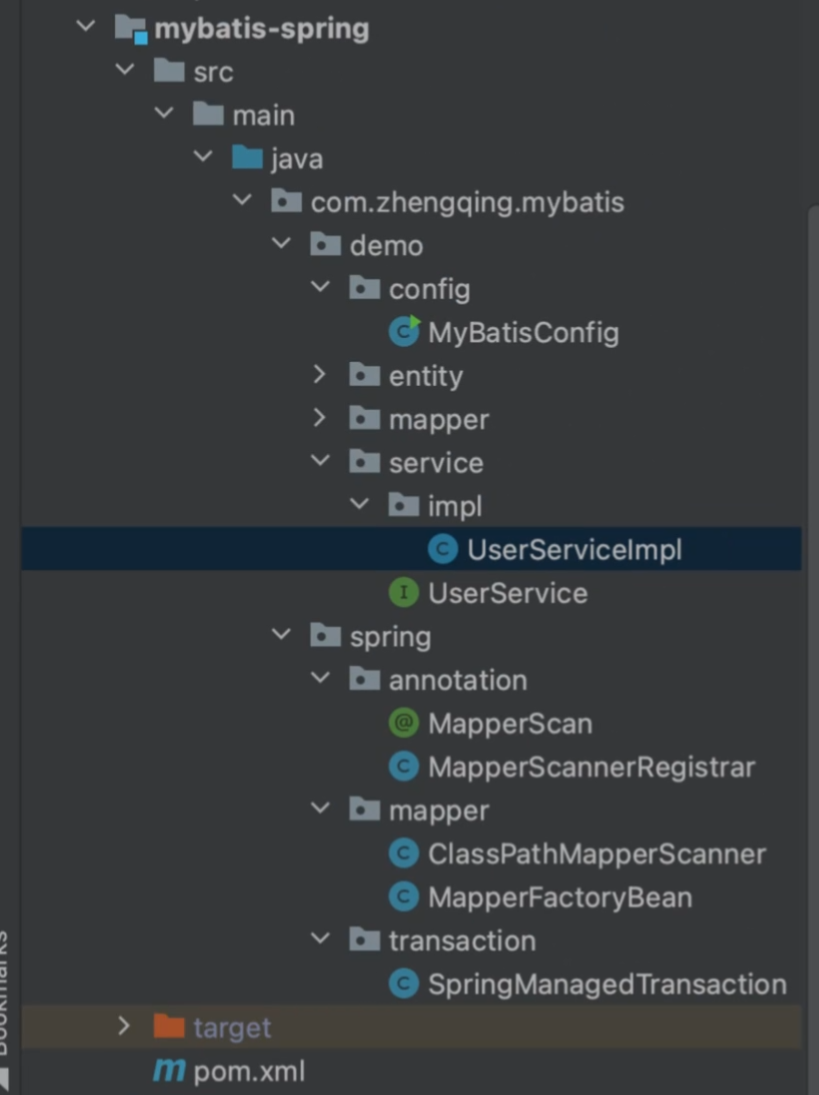 mybatis-spring
src
main
java
com.zhengqing.mybatis
demo
config
C MyBatisConfig
entity
mapper
service
impl
C UserServiceImpl
I UserService
spring
annotation
@ MapperScan
C MapperScannerRegistrar
mapper
C ClassPathMapperScanner
C MapperFactoryBean
transaction
C SpringManagedTransaction
target
m pom.xml
Bookmarks